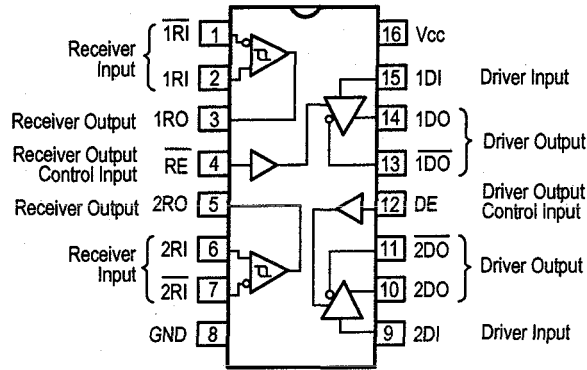 Receiver Input
1RI 1
1RI 2
Receiver Output 1RO 3
Receiver Output Control Input RE 4
Receiver Output 2RO 5
Receiver Input
2RI 6
2RI 7
GND 8
16 Vcc
15 1DI Driver Input
14 1DO
13 1DO
Driver Output
12 DE Driver Output Control Input
11 2DO
10 2DO
Driver Output
9 2DI Driver Input